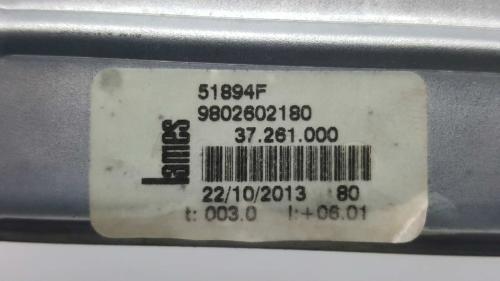 51894F
9802602180
37.261.000
Lames
22/10/2013 80
t: 003.0 l:+06.01